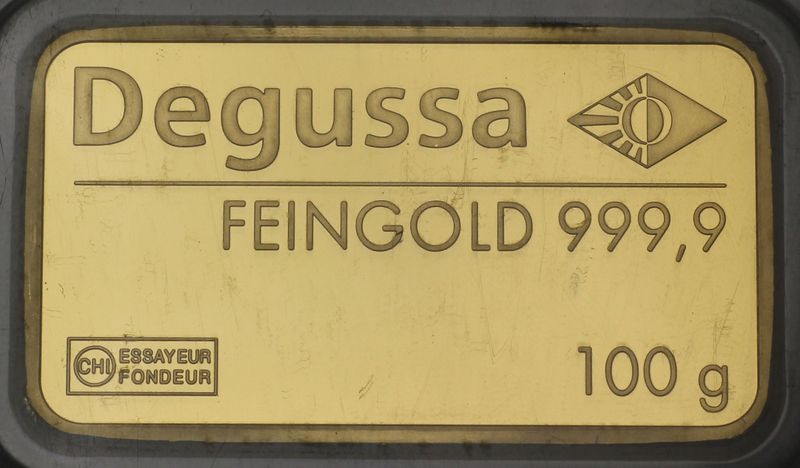 Degussa
FEINGOLD 999,9
CHI ESSAYEUR
FONDEUR
100 g